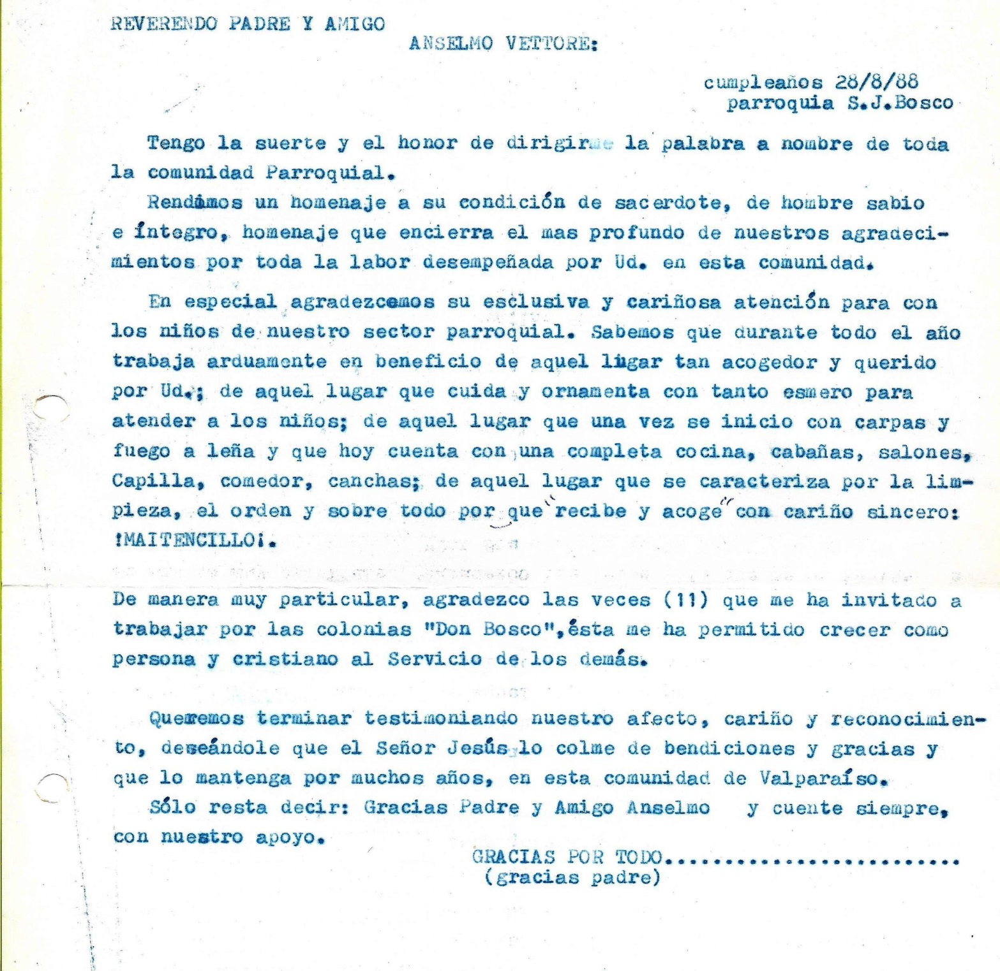 REVERENDO PADRE Y AMIGO
ANSELMO VETTORE:
cumpleaños 28/8/88
parroquia S.J.Bosco
Tengo la suerte y el honor de dirigirme la palabra a nombre de toda
la comunidad Parroquial.
Rendimos un homenaje a su condición de sacerdote, de hombre sabio
e íntegro, homenaje que encierra el mas profundo de nuestros agradeci-
mientos por toda la labor desempeñada por Ud. en esta comunidad.
En especial agradezcemos su esclusiva y cariñosa atención para con
los niños de nuestro sector parroquial. Sabemos que durante todo el año
trabaja arduamente en beneficio de aquel lugar tan acogedor y querido
por Ud.; de aquel lugar que cuida y ornamenta con tanto esmero para
atender a los niños; de aquel lugar que una vez se inicio con carpas y
fuego a leña y que hoy cuenta con una completa cocina, cabañas, salones,
Capilla, comedor, canchas; de aquel lugar que se caracteriza por la lim-
pieza, el orden y sobre todo por que "recibe y acoge" con cariño sincero:
!MAITENCILLO¡.
De manera muy particular, agradezco las veces (11) que me ha invitado a
trabajar por las colonias "Don Bosco",ésta me ha permitido crecer como
persona y cristiano al Servicio de los demás.
Queremos terminar testimoniando nuestro afecto, cariño y reconocimien-
to, deseándole que el Señor Jesús lo colme de bendiciones y gracias y
que lo mantenga por muchos años, en esta comunidad de Valparaíso.
Sólo resta decir: Gracias Padre y Amigo Anselmo y cuente siempre,
con nuestro apoyo.
GRACIAS POR TODO.........................
(gracias padre)